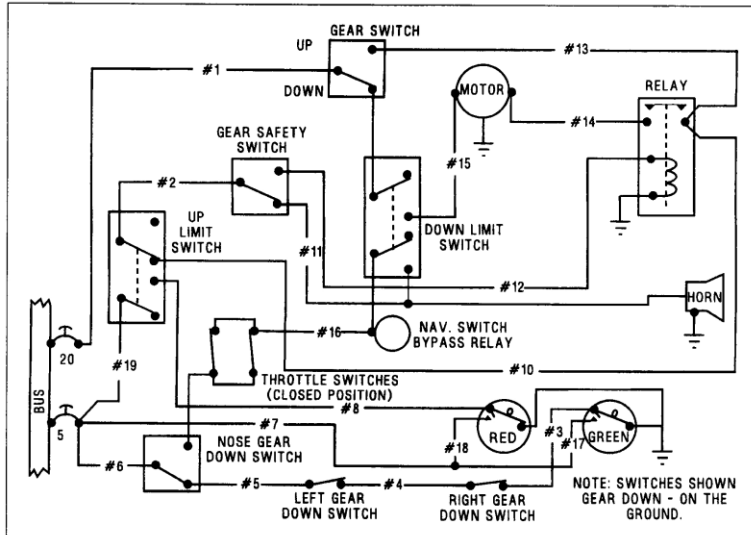 GEAR SWITCH
UP
DOWN
#1
#13
MOTOR
RELAY
#14
#15
GEAR SAFETY
SWITCH
#2
UP
LIMIT
SWITCH
#11
DOWN LIMIT
SWITCH
#12
HORN
#16
NAV. SWITCH
BYPASS RELAY
20
#19
THROTTLE SWITCHES
(CLOSED POSITION)
#10
BUS
5
#8
#7
NOSE GEAR
DOWN SWITCH
RED
#3
#17
GREEN
#18
#6
#5
LEFT GEAR
DOWN SWITCH
#4
RIGHT GEAR
DOWN SWITCH
NOTE: SWITCHES SHOWN
GEAR DOWN - ON THE
GROUND.